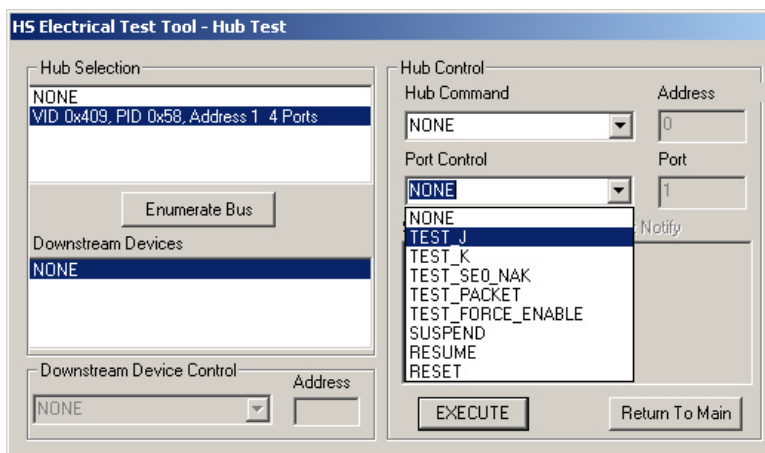 HS Electrical Test Tool - Hub Test
Hub Selection
NONE
VID 0x409, PID 0x58, Address 1 4 Ports
Enumerate Bus
Downstream Devices
NONE
Downstream Device Control
Address
NONE
Hub Control
Hub Command
Address
NONE
0
Port Control
Port
NONE
1
NONE
TEST_J
TEST_K
TEST_SE0_NAK
TEST_PACKET
TEST_FORCE_ENABLE
SUSPEND
RESUME
RESET
Notify
EXECUTE
Return To Main